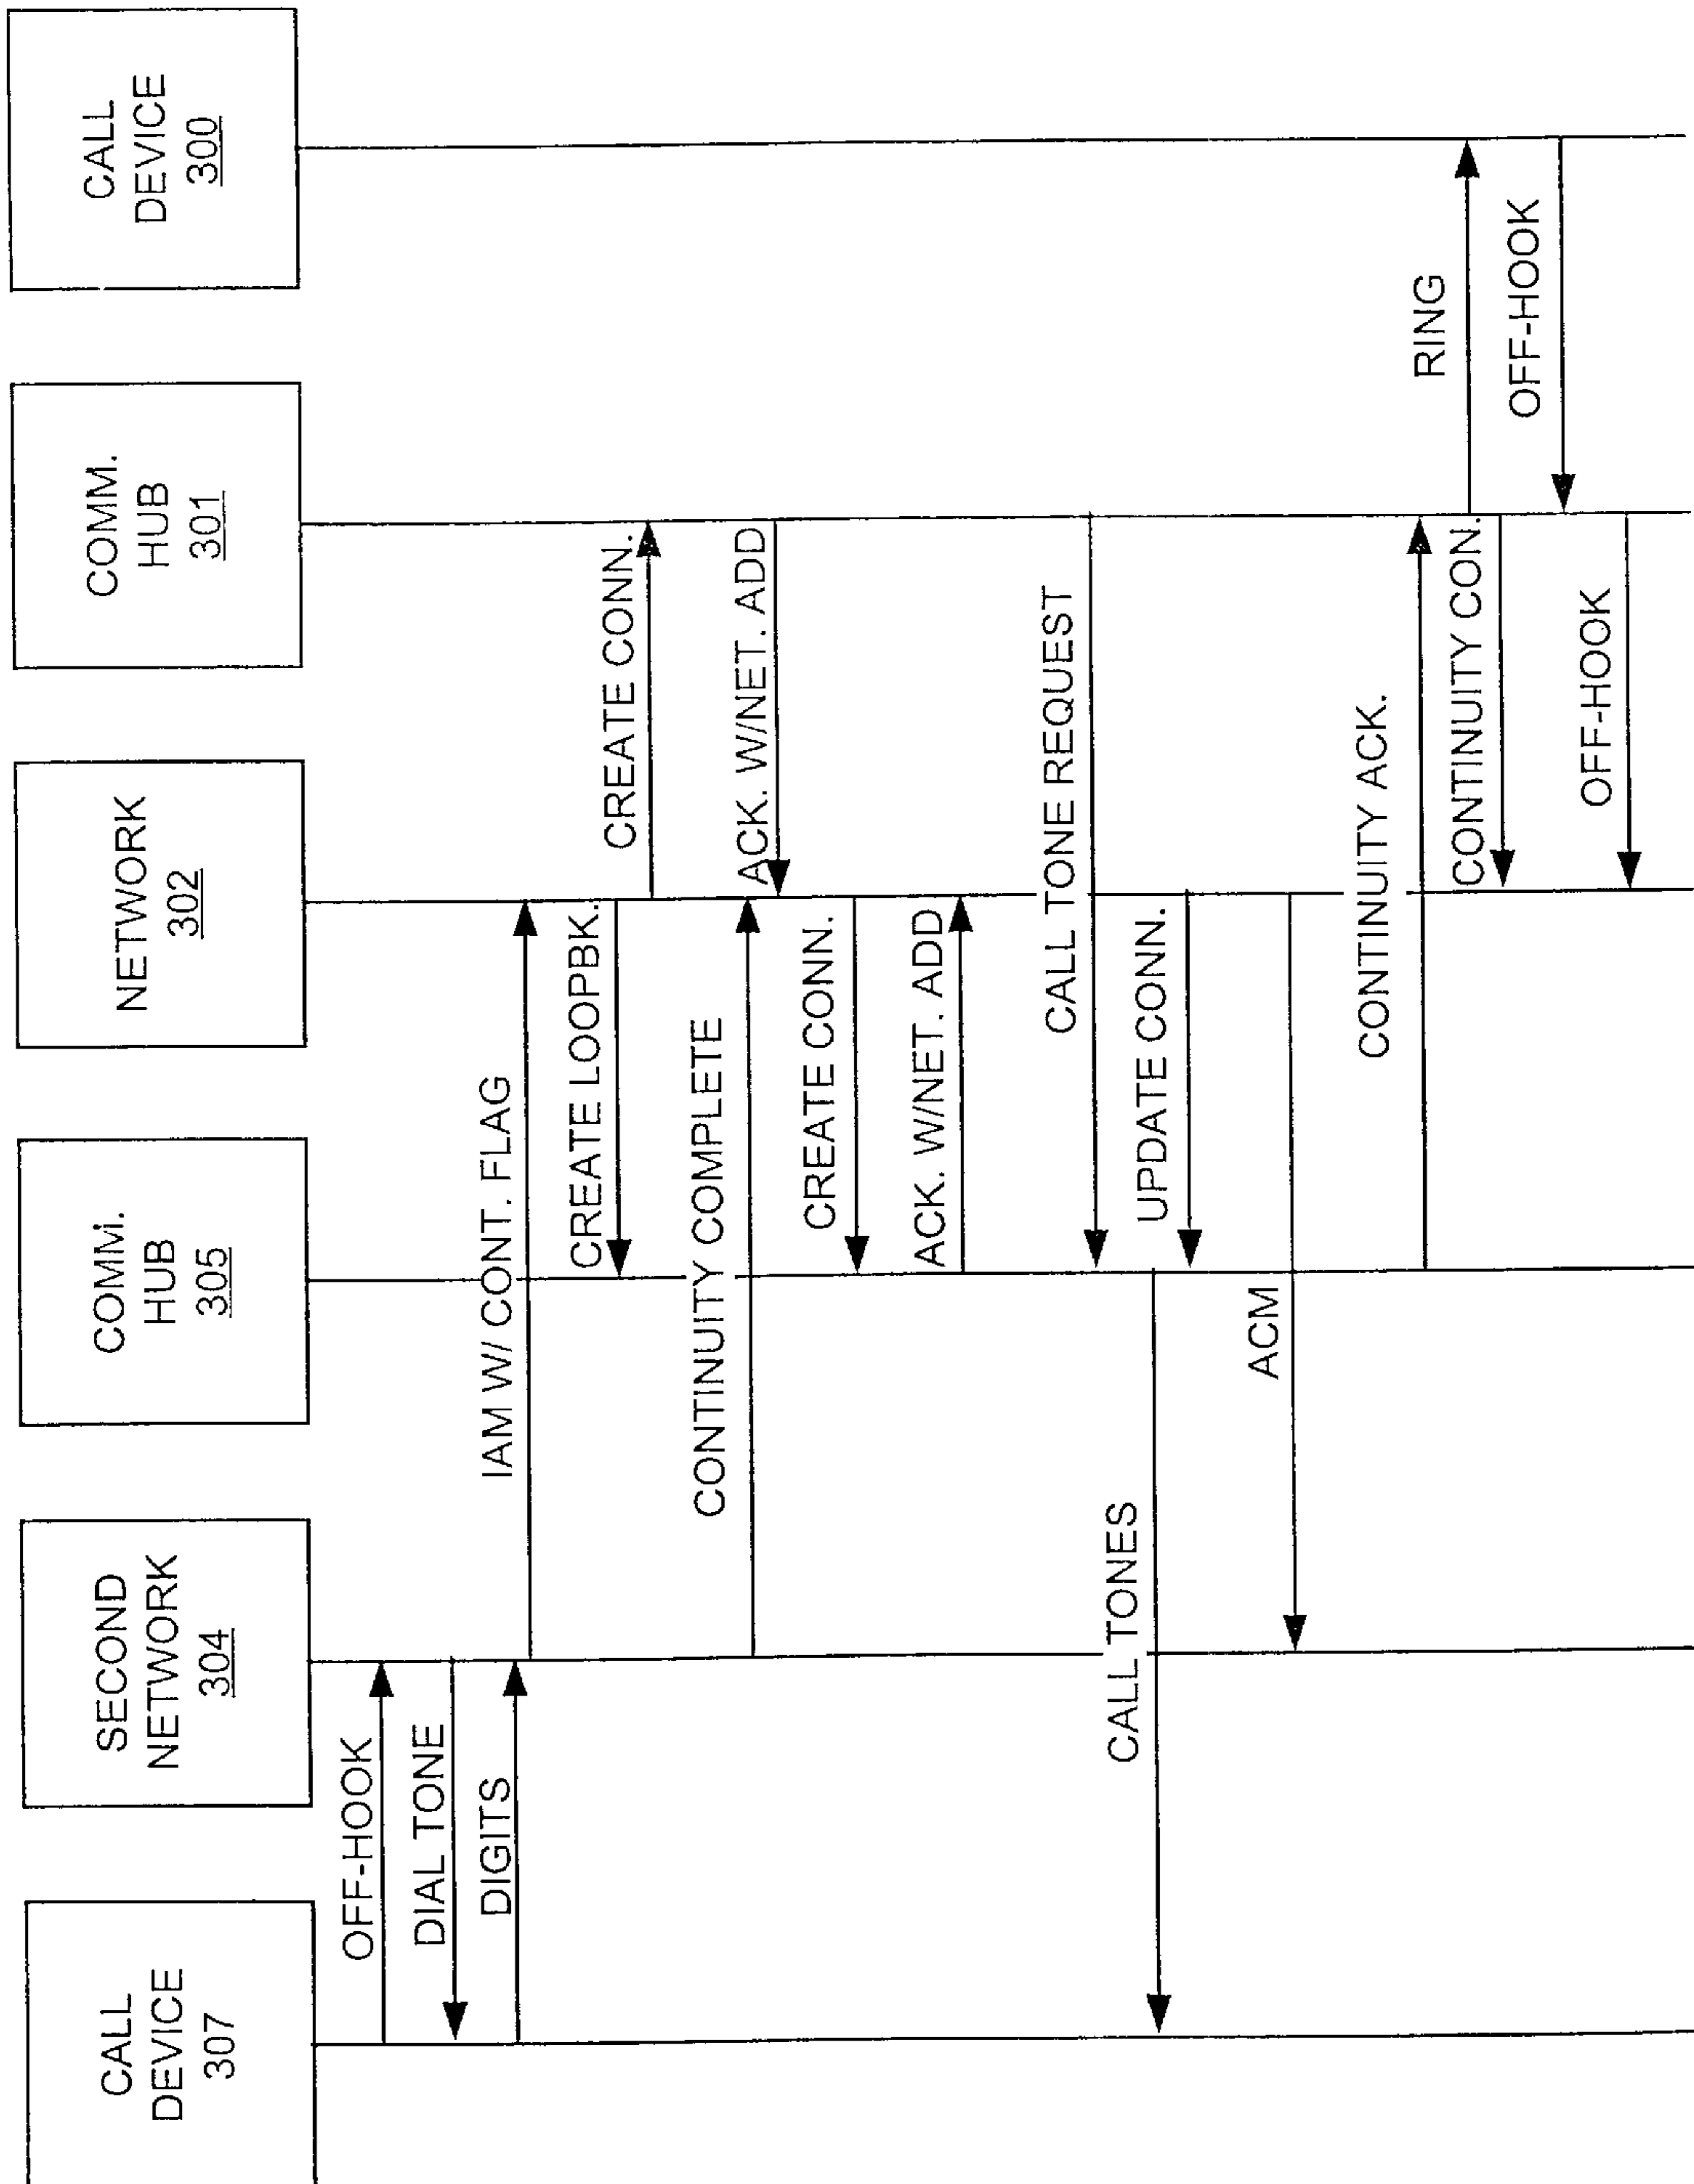 CALL
DEVICE
307
SECOND
NETWORK
304
COMM.
HUB
305
NETWORK
302
COMM.
HUB
301
CALL
DEVICE
300
OFF-HOOK
DIAL TONE
DIGITS
IAM W/ CONT. FLAG
CREATE LOOPBK.
CREATE CONN.
CONTINUITY COMPLETE
ACK. W/NET. ADD
CREATE CONN.
ACK. W/NET. ADD
CALL TONE REQUEST
CALL TONES
UPDATE CONN.
ACM
CONTINUITY ACK.
RING
CONTINUITY CON.
OFF-HOOK
OFF-HOOK